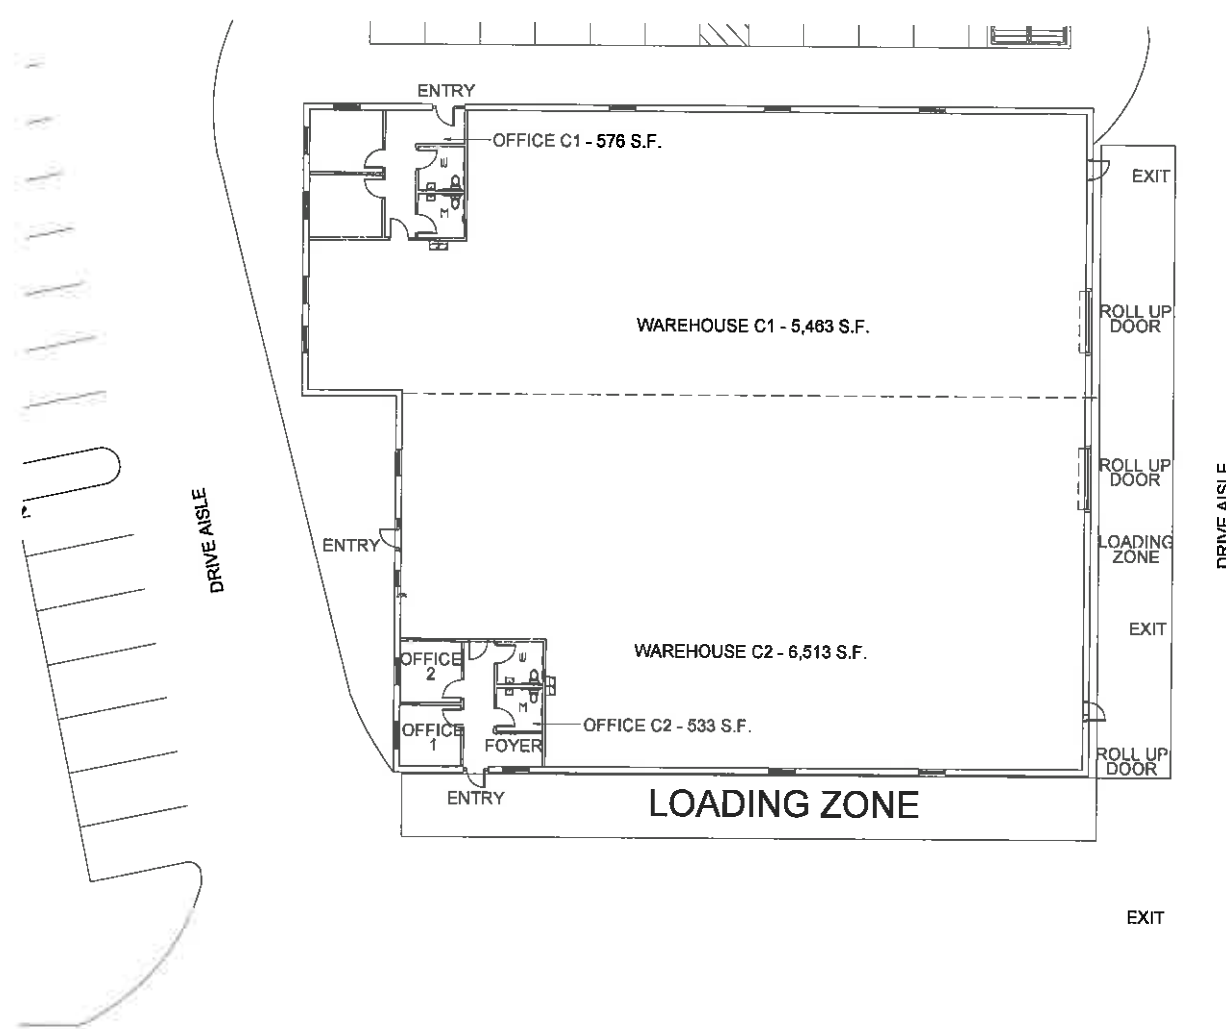 ENTRY
OFFICE C1 - 576 S.F.
W
M
EXIT
WAREHOUSE C1 - 5,463 S.F.
ROLL UP
DOOR
ROLL UP
DOOR
DRIVE AISLE
DRIVE AISLE
ENTRY
LOADING
ZONE
EXIT
WAREHOUSE C2 - 6,513 S.F.
OFFICE
2
W
M
OFFICE C2 - 533 S.F.
OFFICE
1
FOYER
ROLL UP
DOOR
ENTRY
LOADING ZONE
EXIT